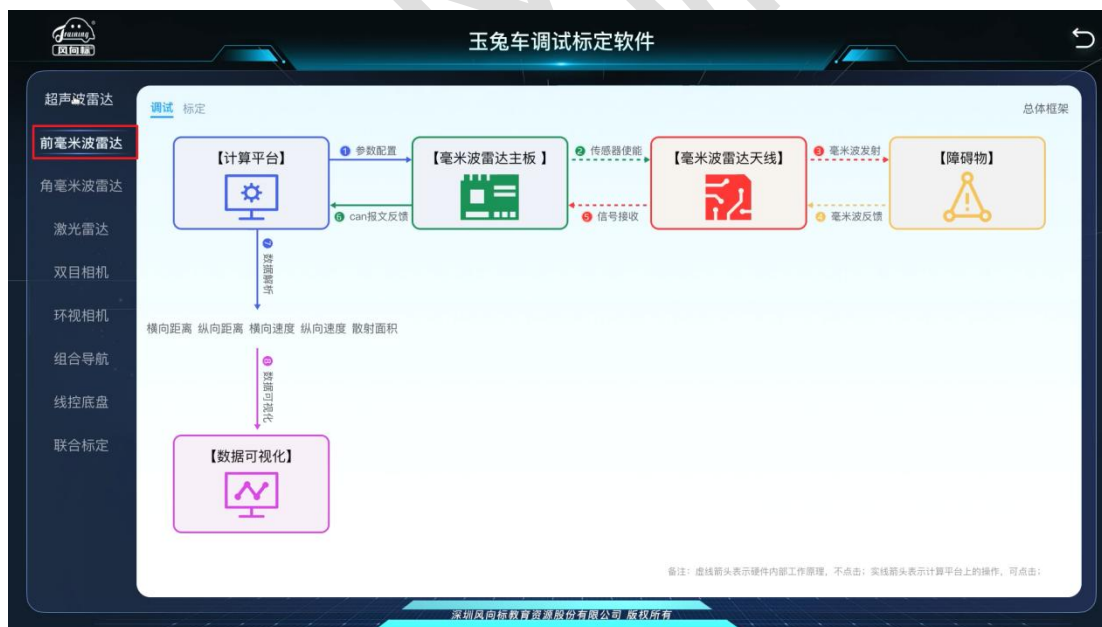 Fxuming
风向标
玉兔车调试标定软件
超声波雷达
前毫米波雷达
角毫米波雷达
激光雷达
双目相机
环视相机
组合导航
线控底盘
联合标定
调试 标定
总体框架
【计算平台】
1 参数配置
6 can报文反馈
【毫米波雷达主板 】
2 传感器使能
5 信号接收
【毫米波雷达天线】
3 毫米波发射
4 毫米波反馈
【障碍物】
7 数据解析
横向距离 纵向距离 横向速度 纵向速度 散射面积
8 数据可视化
【数据可视化】
备注：虚线箭头表示硬件内部工作原理，不点击；实线箭头表示计算平台上的操作，可点击；
深圳风向标教育资源股份有限公司 版权所有